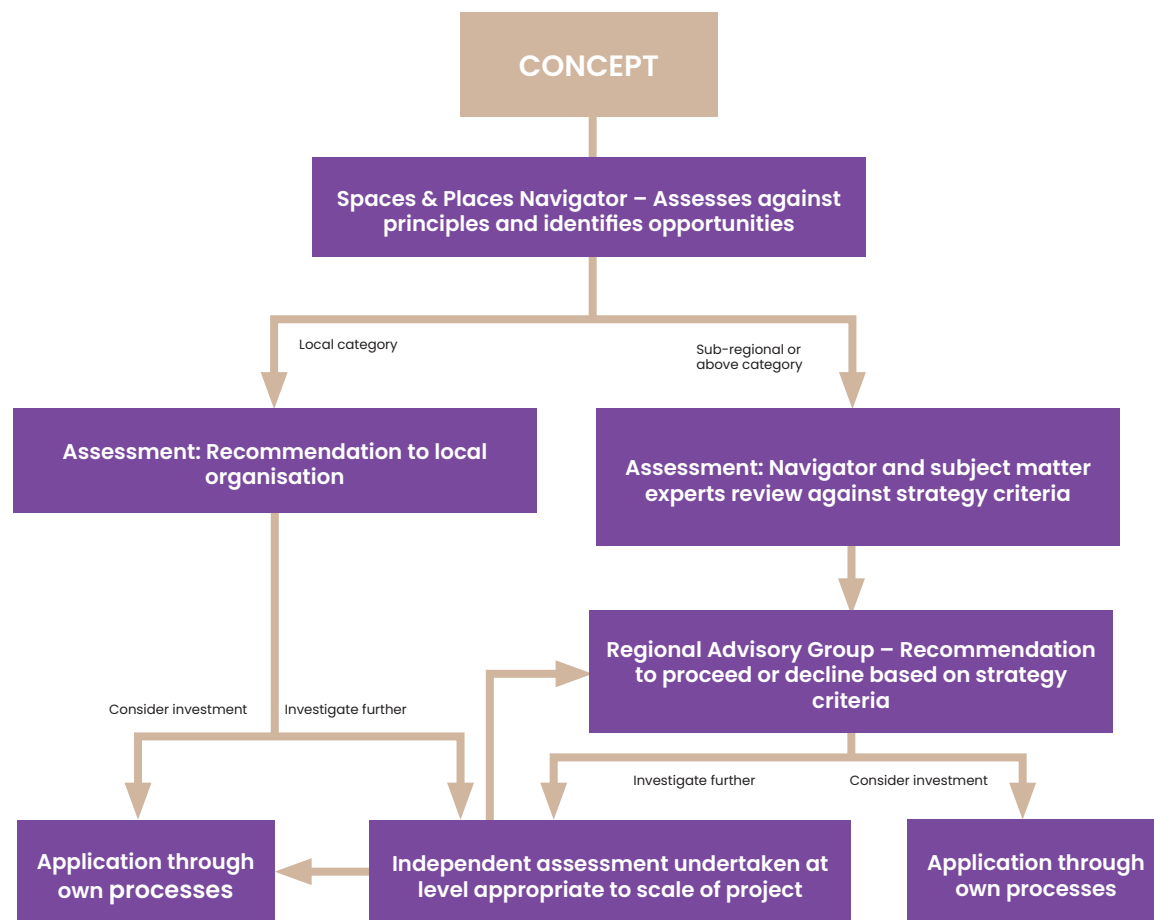 CONCEPT
Spaces & Places Navigator – Assesses against
principles and identifies opportunities
Local category
Sub-regional or
above category
Assessment: Recommendation to local
organisation
Assessment: Navigator and subject matter
experts review against strategy criteria
Regional Advisory Group – Recommendation
to proceed or decline based on strategy
criteria
Consider investment
Investigate further
Investigate further
Consider investment
Application through
own processes
Independent assessment undertaken at
level appropriate to scale of project
Application through
own processes